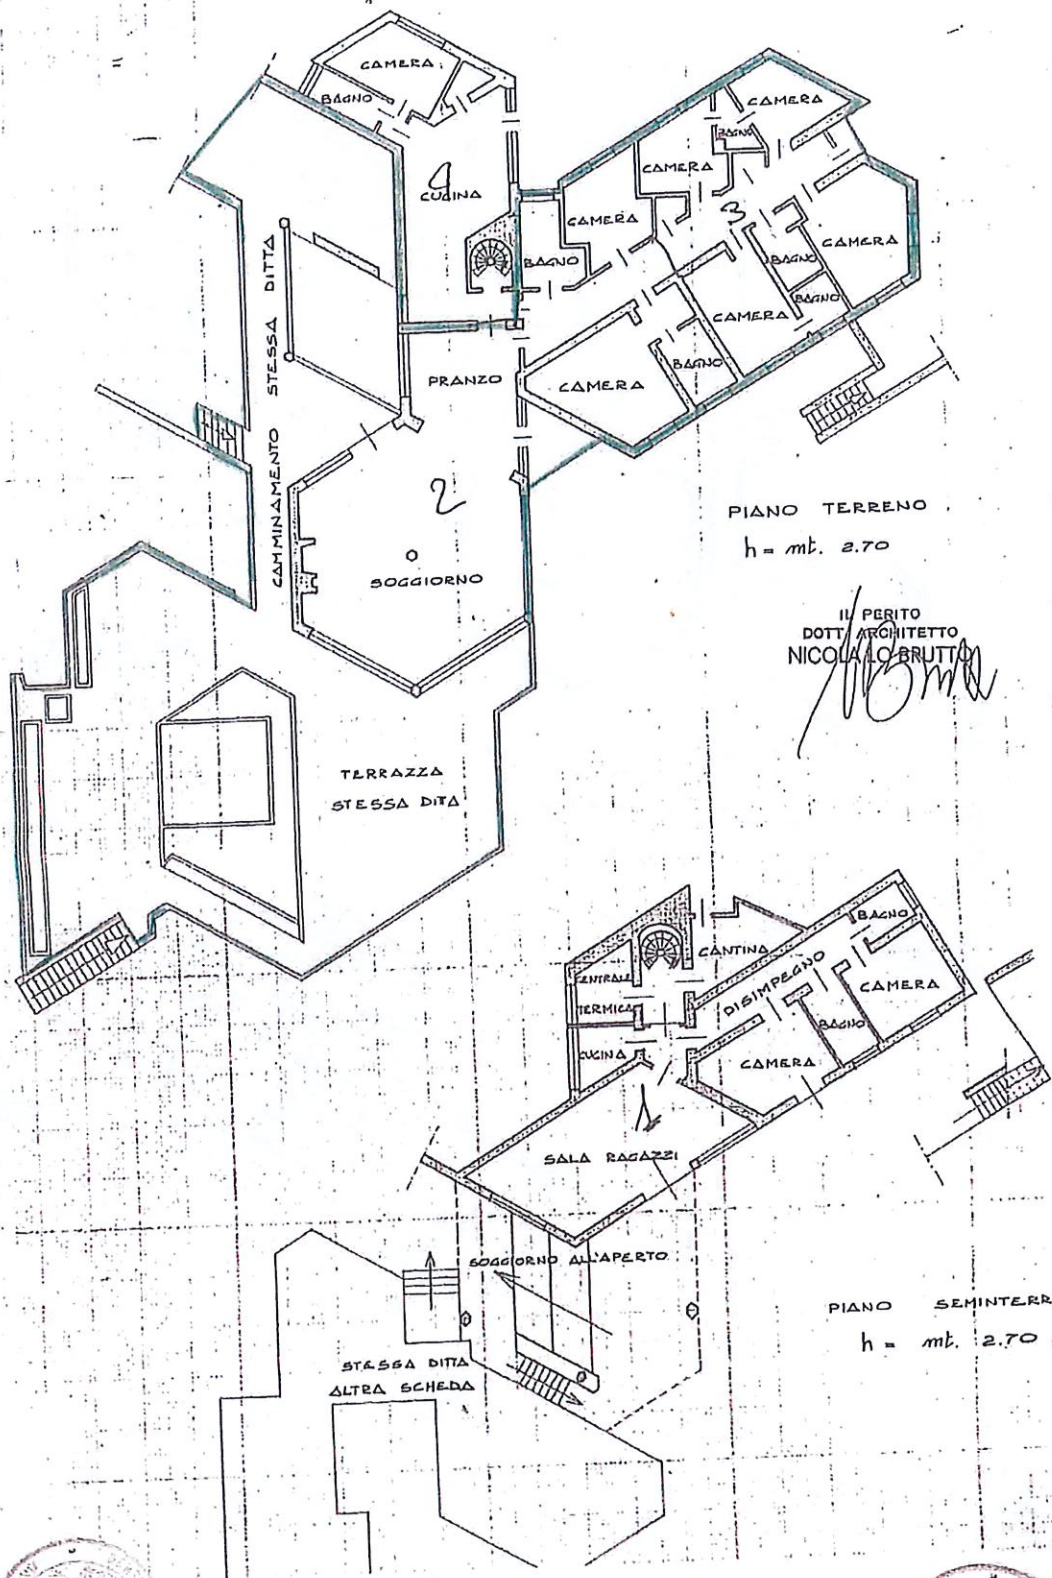 CAMERA
BAGNO
CUCINA
4
CAMERA
BAGNO
CAMERA
3
CAMERA
BAGNO
CAMERA
BAGNO
BAGNO
CAMERA
PRANZO
CAMERA
BAGNO
CAMMINAMENTO STESSA DITTA
2
SOGGIORNO
PIANO TERRENO
h = mt. 2.70
IL PERITO
DOTT. ARCHITETTO
NICOLA LO BRUTTO
TERRAZZA
STESSA DITA
CANTINA
BAGNO
CENTRALE
TERMICA
DISIMPEGNO
CAMERA
BAGNO
CUCINA
CAMERA
1
SALA RAGAZZI
SOGGIORNO ALL'APERTO
PIANO SEMINTERR
h = mt. 2.70
STESSA DITTA
ALTRA SCHEDA